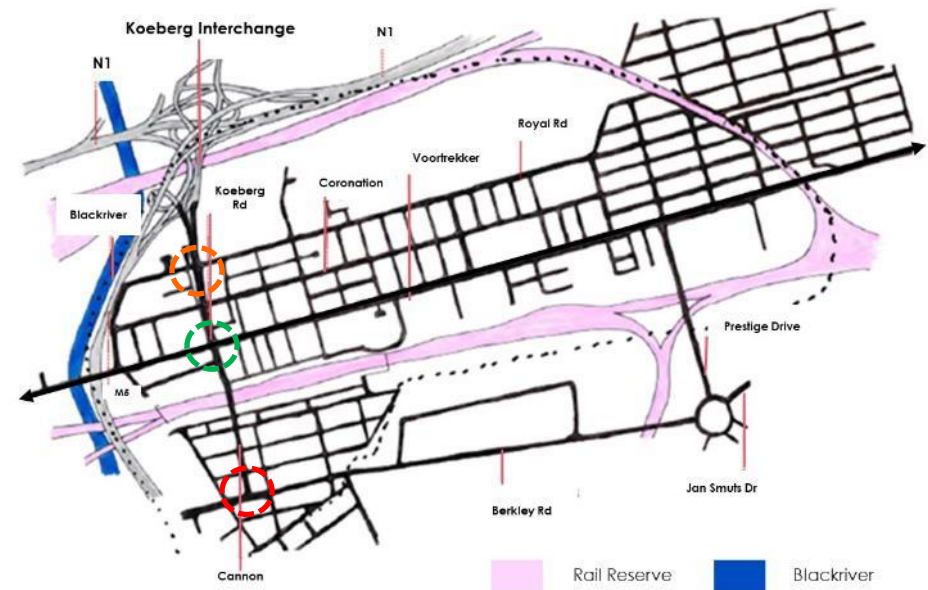 Koeberg Interchange
N1
N1
Royal Rd
Voortrekker
Koeberg
Rd
Coronation
Blackriver
Prestige Drive
M5
Jan Smuts Dr
Berkley Rd
Cannon
Rail Reserve
Blackriver